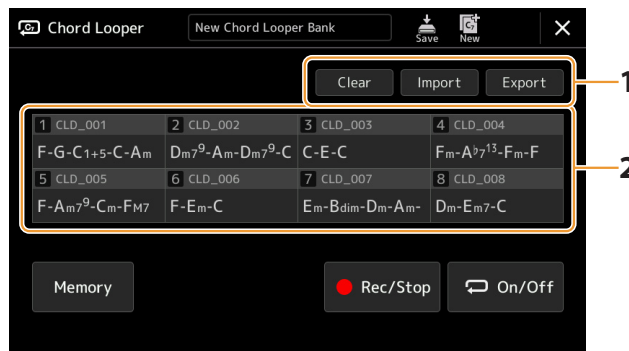 C7 Chord Looper New Chord Looper Bank Save C7 New
Clear Import Export 1
1 CLD_001 2 CLD_002 3 CLD_003 4 CLD_004
F-G-C1+5-C-Am Dm7⁹-Am-Dm7⁹-C C-E-C Fm-A♭7¹³-Fm-F
2
5 CLD_005 6 CLD_006 7 CLD_007 8 CLD_008
F-Am7⁹-Cm-FM7 F-Em-C Em-Bdim-Dm-Am- Dm-Em7-C
Memory Rec/Stop On/Off